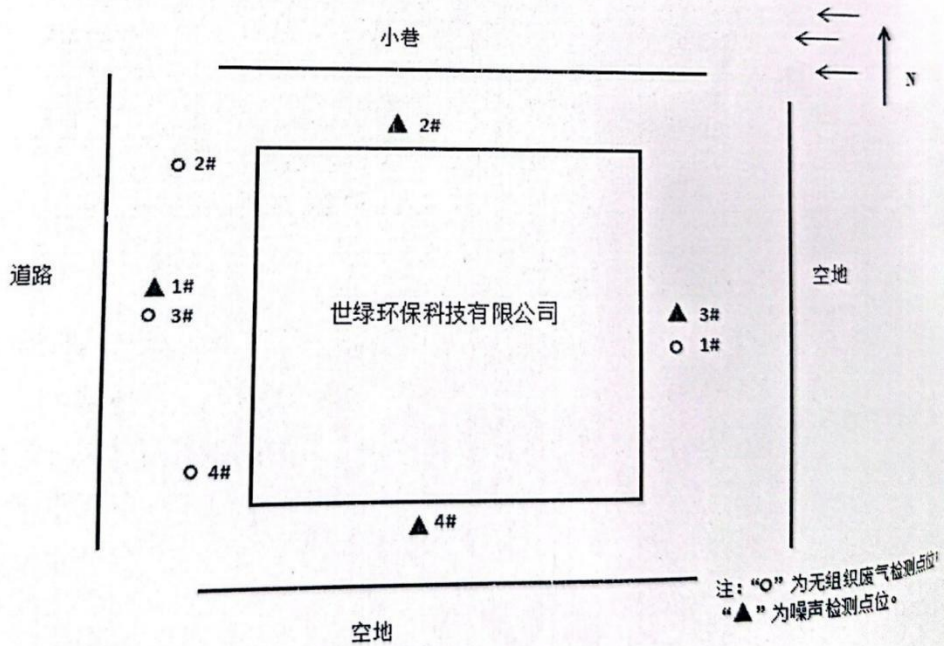 小巷
N
▲ 2#
○ 2#
道路
▲ 1#
○ 3#
世绿环保科技有限公司
▲ 3#
○ 1#
空地
○ 4#
▲ 4#
注：“○” 为无组织废气检测点位；
“▲” 为噪声检测点位。
空地